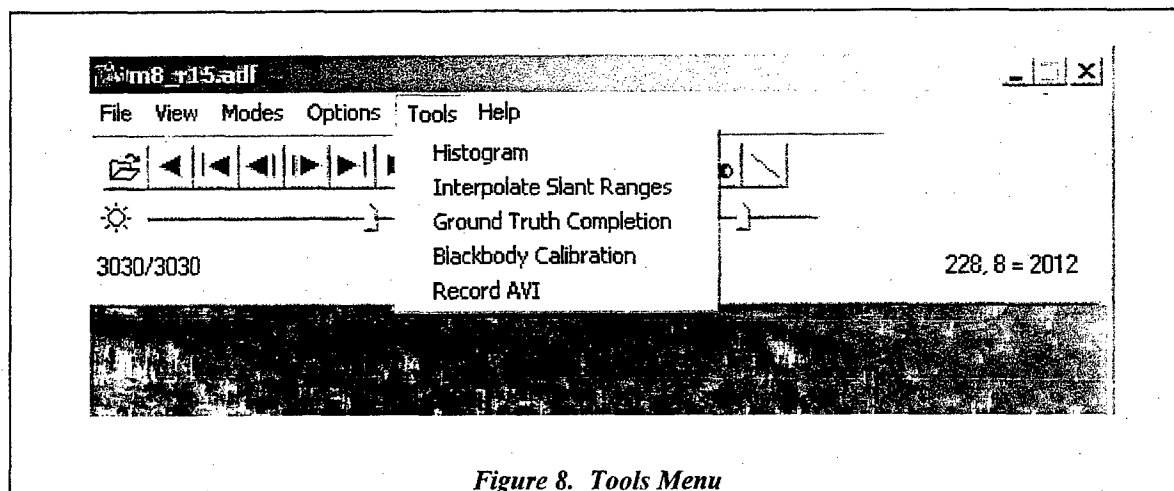 im8_r15.adf
File View Modes Options Tools Help
Histogram
Interpolate Slant Ranges
Ground Truth Completion
Blackbody Calibration
Record AVI
3030/3030
228, 8 = 2012
Figure 8. Tools Menu